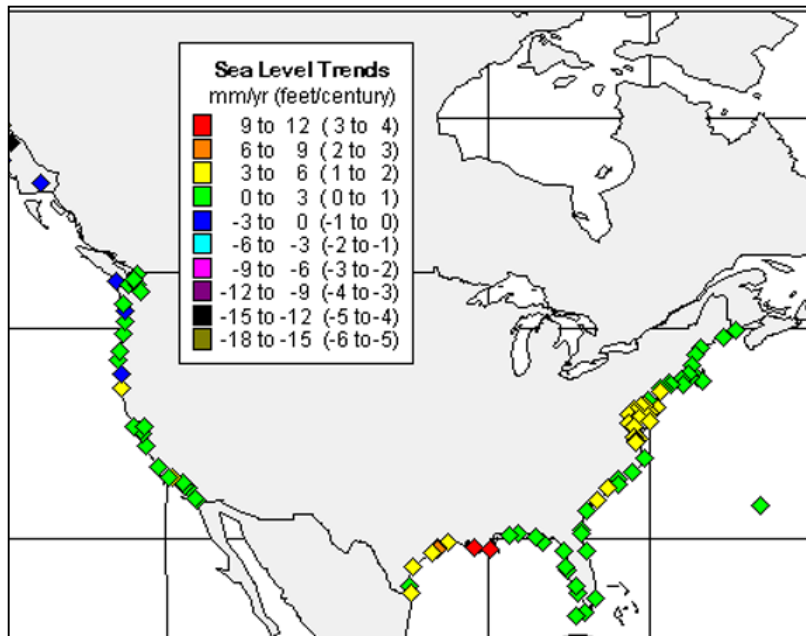 Sea Level Trends
mm/yr (feet/century)
9 to 12 (3 to 4)
6 to 9 (2 to 3)
3 to 6 (1 to 2)
0 to 3 (0 to 1)
-3 to 0 (-1 to 0)
-6 to -3 (-2 to -1)
-9 to -6 (-3 to -2)
-12 to -9 (-4 to -3)
-15 to -12 (-5 to -4)
-18 to -15 (-6 to -5)